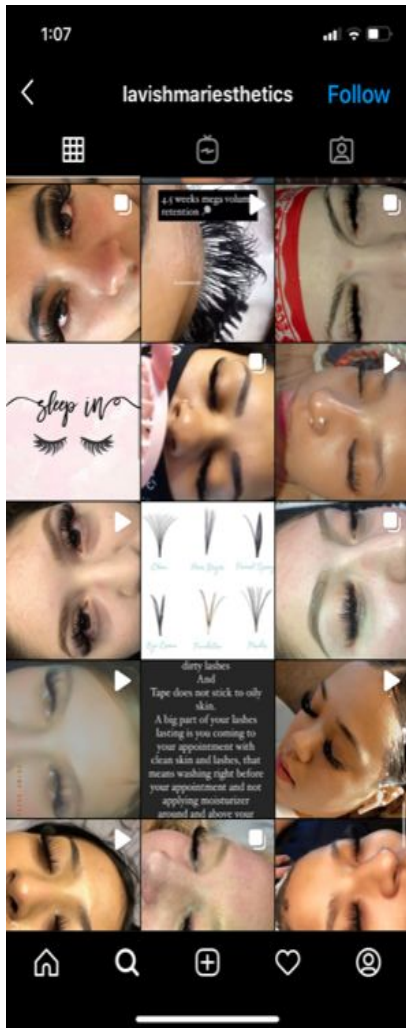 1:07
lavishmariesthetics
Follow
4.5 weeks mega volume
retention
sleep in
dirty lashes
And
Tape does not stick to oily
skin.
A big part of your lashes
lasting is you coming to
your appointment with
clean skin and lashes, that
means washing right before
your appointment and not
applying moisturizer
around and above your